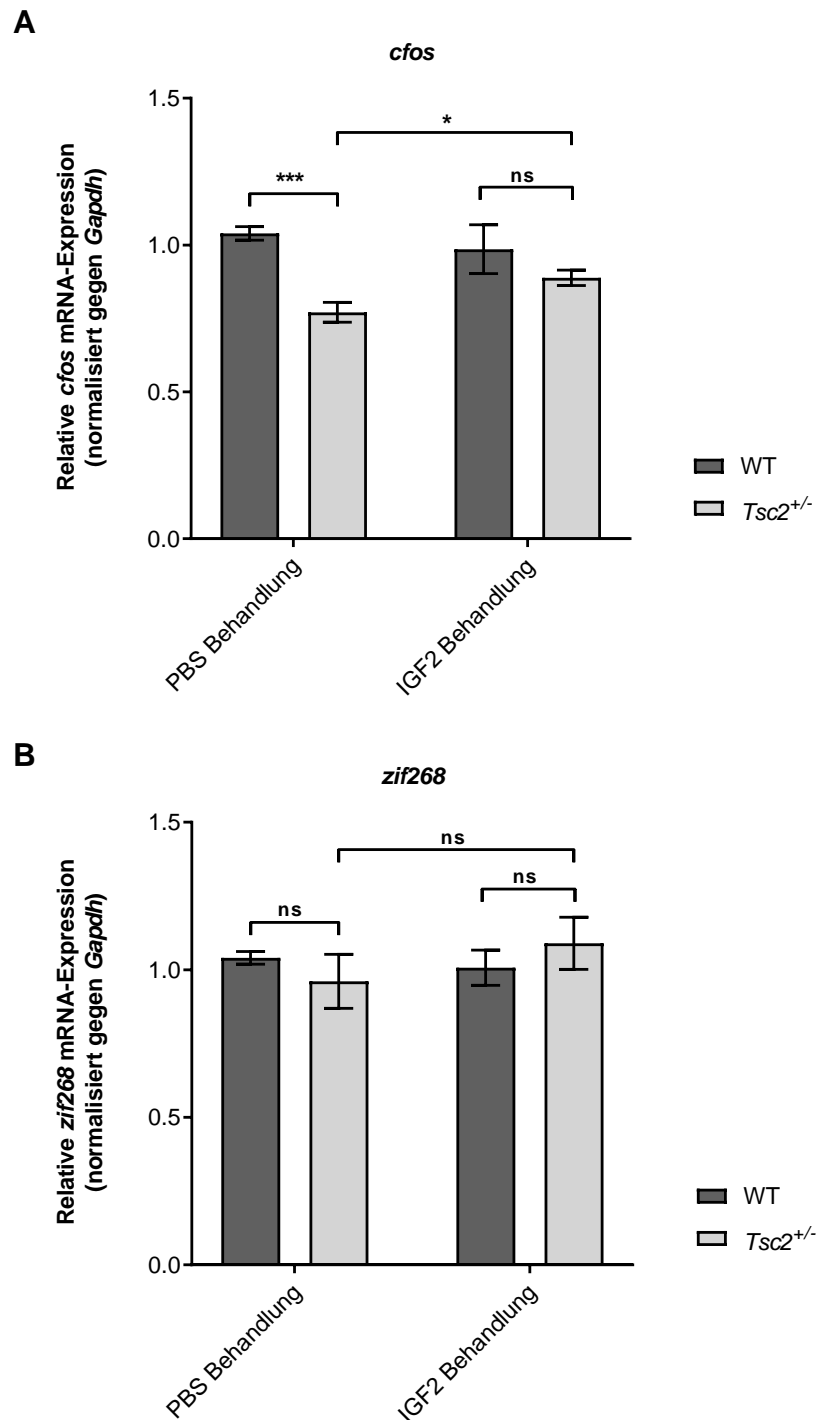 A
cfos
Relative cfos mRNA-Expression
(normalisiert gegen Gapdh)
1.5
1.0
0.5
0.0
***
*
ns
PBS Behandlung
IGF2 Behandlung
WT
Tsc2+/-
B
zif268
Relative zif268 mRNA-Expression
(normalisiert gegen Gapdh)
1.5
1.0
0.5
0.0
ns
ns
ns
PBS Behandlung
IGF2 Behandlung
WT
Tsc2+/-